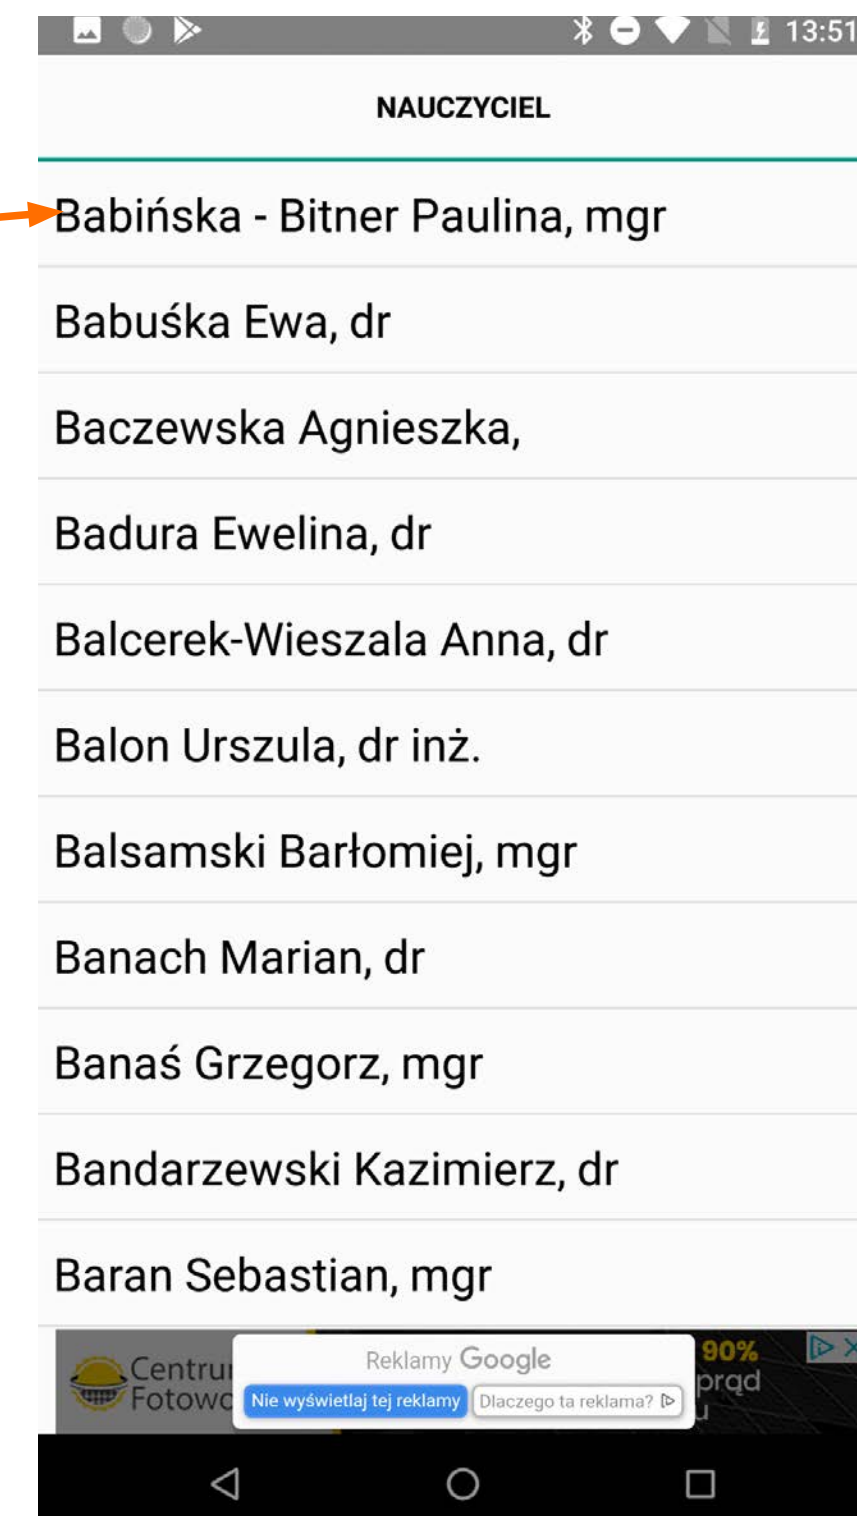 13:51
NAUCZYCIEL
Babińska - Bitner Paulina, mgr
Babuśka Ewa, dr
Baczewska Agnieszka,
Badura Ewelina, dr
Balcerek-Wieszala Anna, dr
Balon Urszula, dr inż.
Balsamski Barłomiej, mgr
Banach Marian, dr
Banaś Grzegorz, mgr
Bandarzewski Kazimierz, dr
Baran Sebastian, mgr
Reklamy Google
90%
prąd
Nie wyświetlaj tej reklamy
Dlaczego ta reklama?